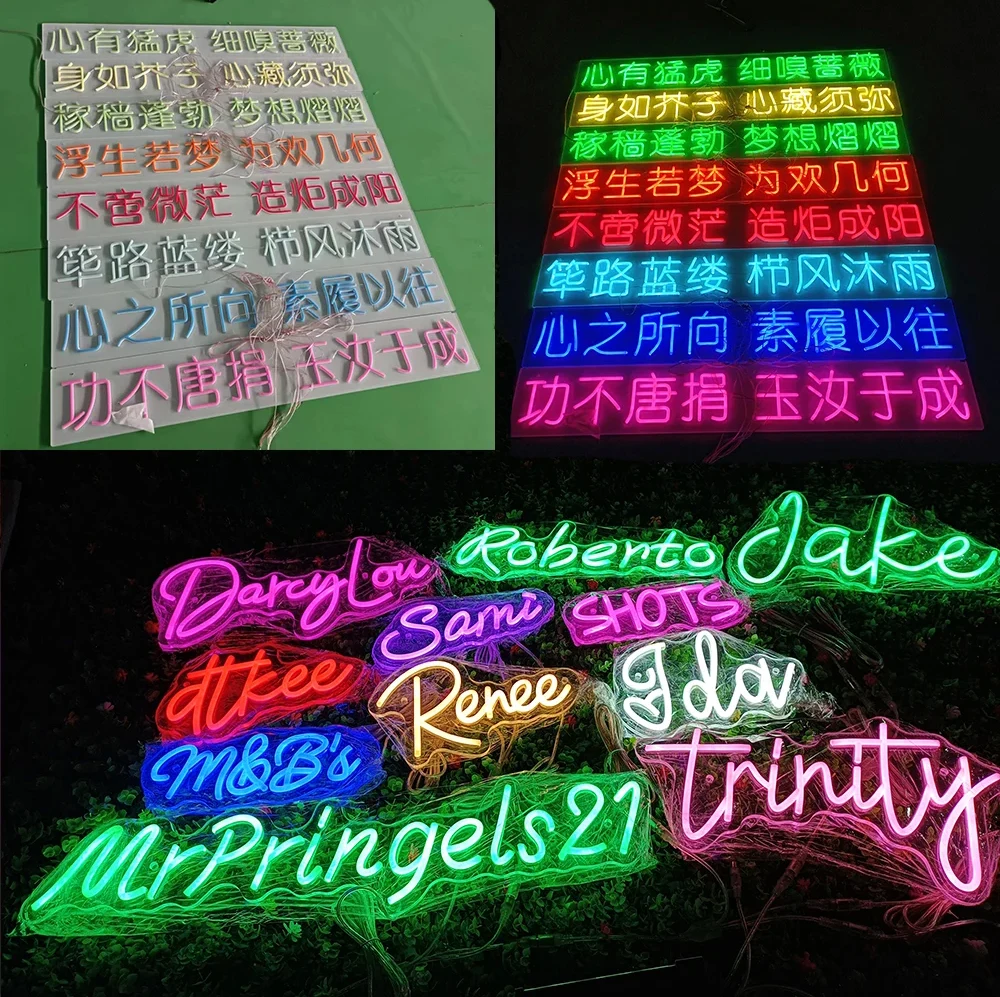 心有猛虎 细嗅蔷薇
身如芥子 心藏须弥
稼穑蓬勃 梦想熠熠
浮生若梦 为欢几何
不啻微茫 造炬成阳
筚路蓝缕 栉风沐雨
心之所向 素履以往
功不唐捐 玉汝于成
心有猛虎 细嗅蔷薇
身如芥子 心藏须弥
稼穑蓬勃 梦想熠熠
浮生若梦 为欢几何
不啻微茫 造炬成阳
筚路蓝缕 栉风沐雨
心之所向 素履以往
功不唐捐 玉汝于成
DarcyLou
Roberto
Jake
Sami
SHOTS
dtkee
Renee
Ida
M&B's
Trinity
MrPringels21